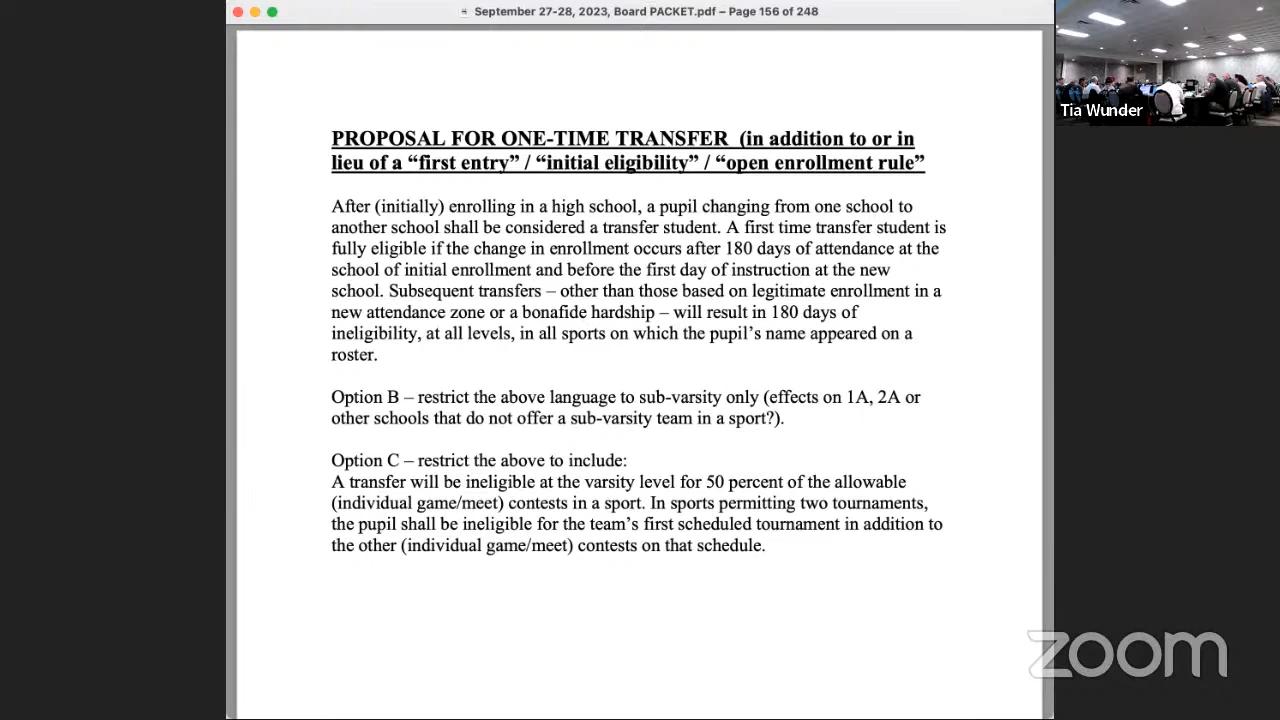 September 27-28, 2023, Board PACKET.pdf – Page 156 of 248
Tia Wunder
PROPOSAL FOR ONE-TIME TRANSFER (in addition to or in
lieu of a “first entry” / “initial eligibility” / “open enrollment rule”
After (initially) enrolling in a high school, a pupil changing from one school to
another school shall be considered a transfer student. A first time transfer student is
fully eligible if the change in enrollment occurs after 180 days of attendance at the
school of initial enrollment and before the first day of instruction at the new
school. Subsequent transfers – other than those based on legitimate enrollment in a
new attendance zone or a bonafide hardship – will result in 180 days of
ineligibility, at all levels, in all sports on which the pupil’s name appeared on a
roster.
Option B – restrict the above language to sub-varsity only (effects on 1A, 2A or
other schools that do not offer a sub-varsity team in a sport?).
Option C – restrict the above to include:
A transfer will be ineligible at the varsity level for 50 percent of the allowable
(individual game/meet) contests in a sport. In sports permitting two tournaments,
the pupil shall be ineligible for the team’s first scheduled tournament in addition to
the other (individual game/meet) contests on that schedule.
zoom